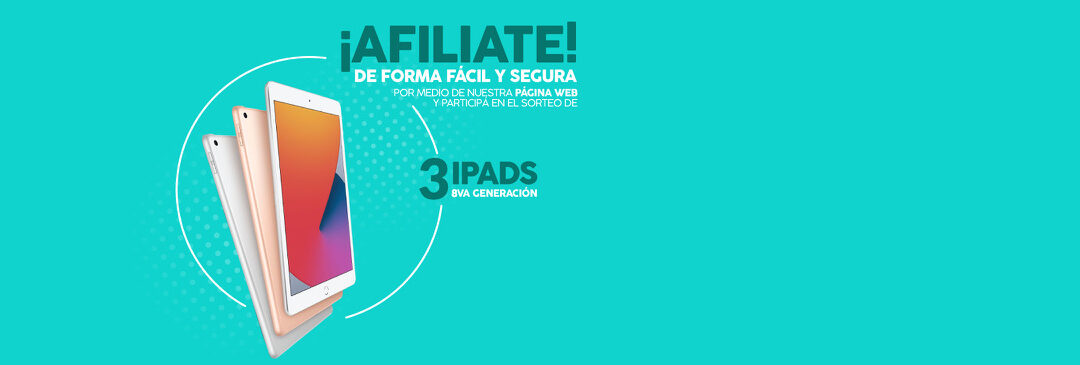 ¡AFILIATE!
DE FORMA FÁCIL Y SEGURA
POR MEDIO DE NUESTRA PÁGINA WEB
Y PARTICIPÁ EN EL SORTEO DE
3 IPADS
8VA GENERACIÓN